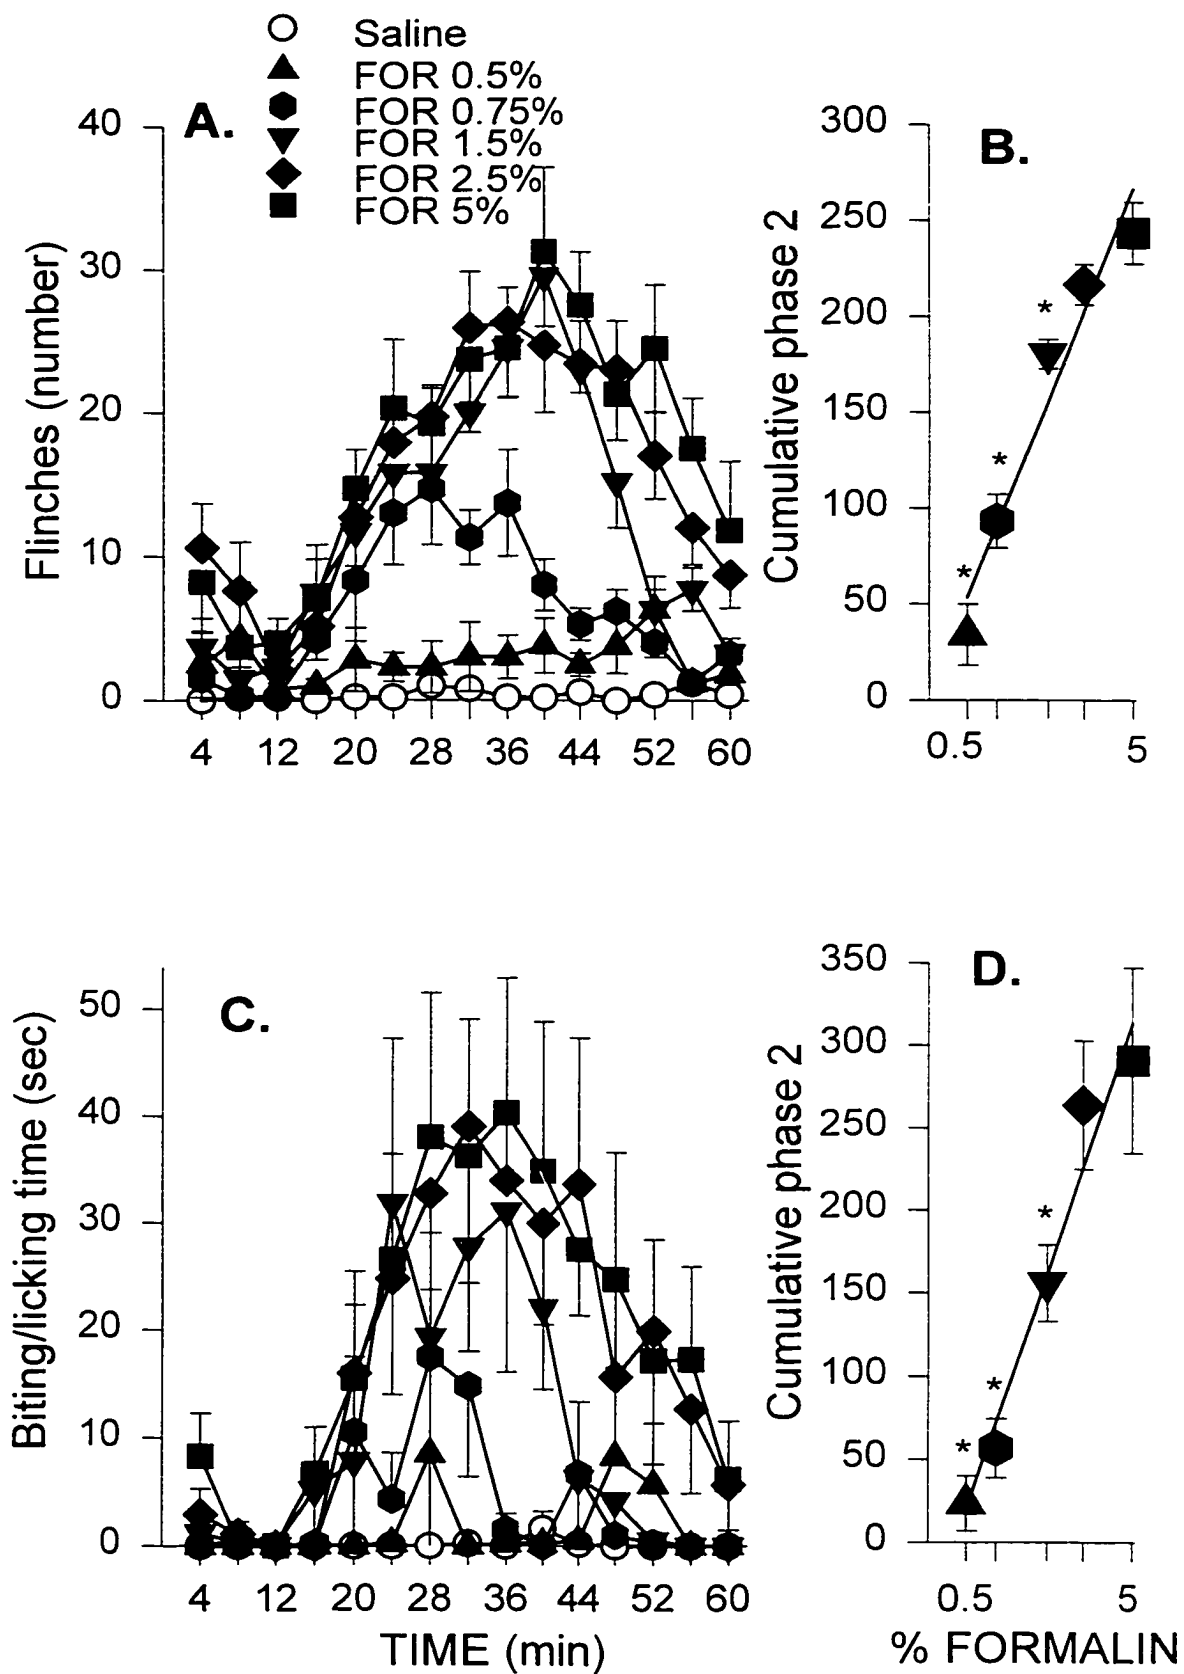 Saline
FOR 0.5%
FOR 0.75%
FOR 1.5%
FOR 2.5%
FOR 5%
A.
Flinches (number)
40
30
20
10
0
4 12 20 28 36 44 52 60
B.
Cumulative phase 2
300
250
200
150
100
50
0
* * *
0.5 5
C.
Biting/licking time (sec)
50
40
30
20
10
0
4 12 20 28 36 44 52 60
TIME (min)
D.
Cumulative phase 2
350
300
250
200
150
100
50
0
* * *
0.5 5
% FORMALIN